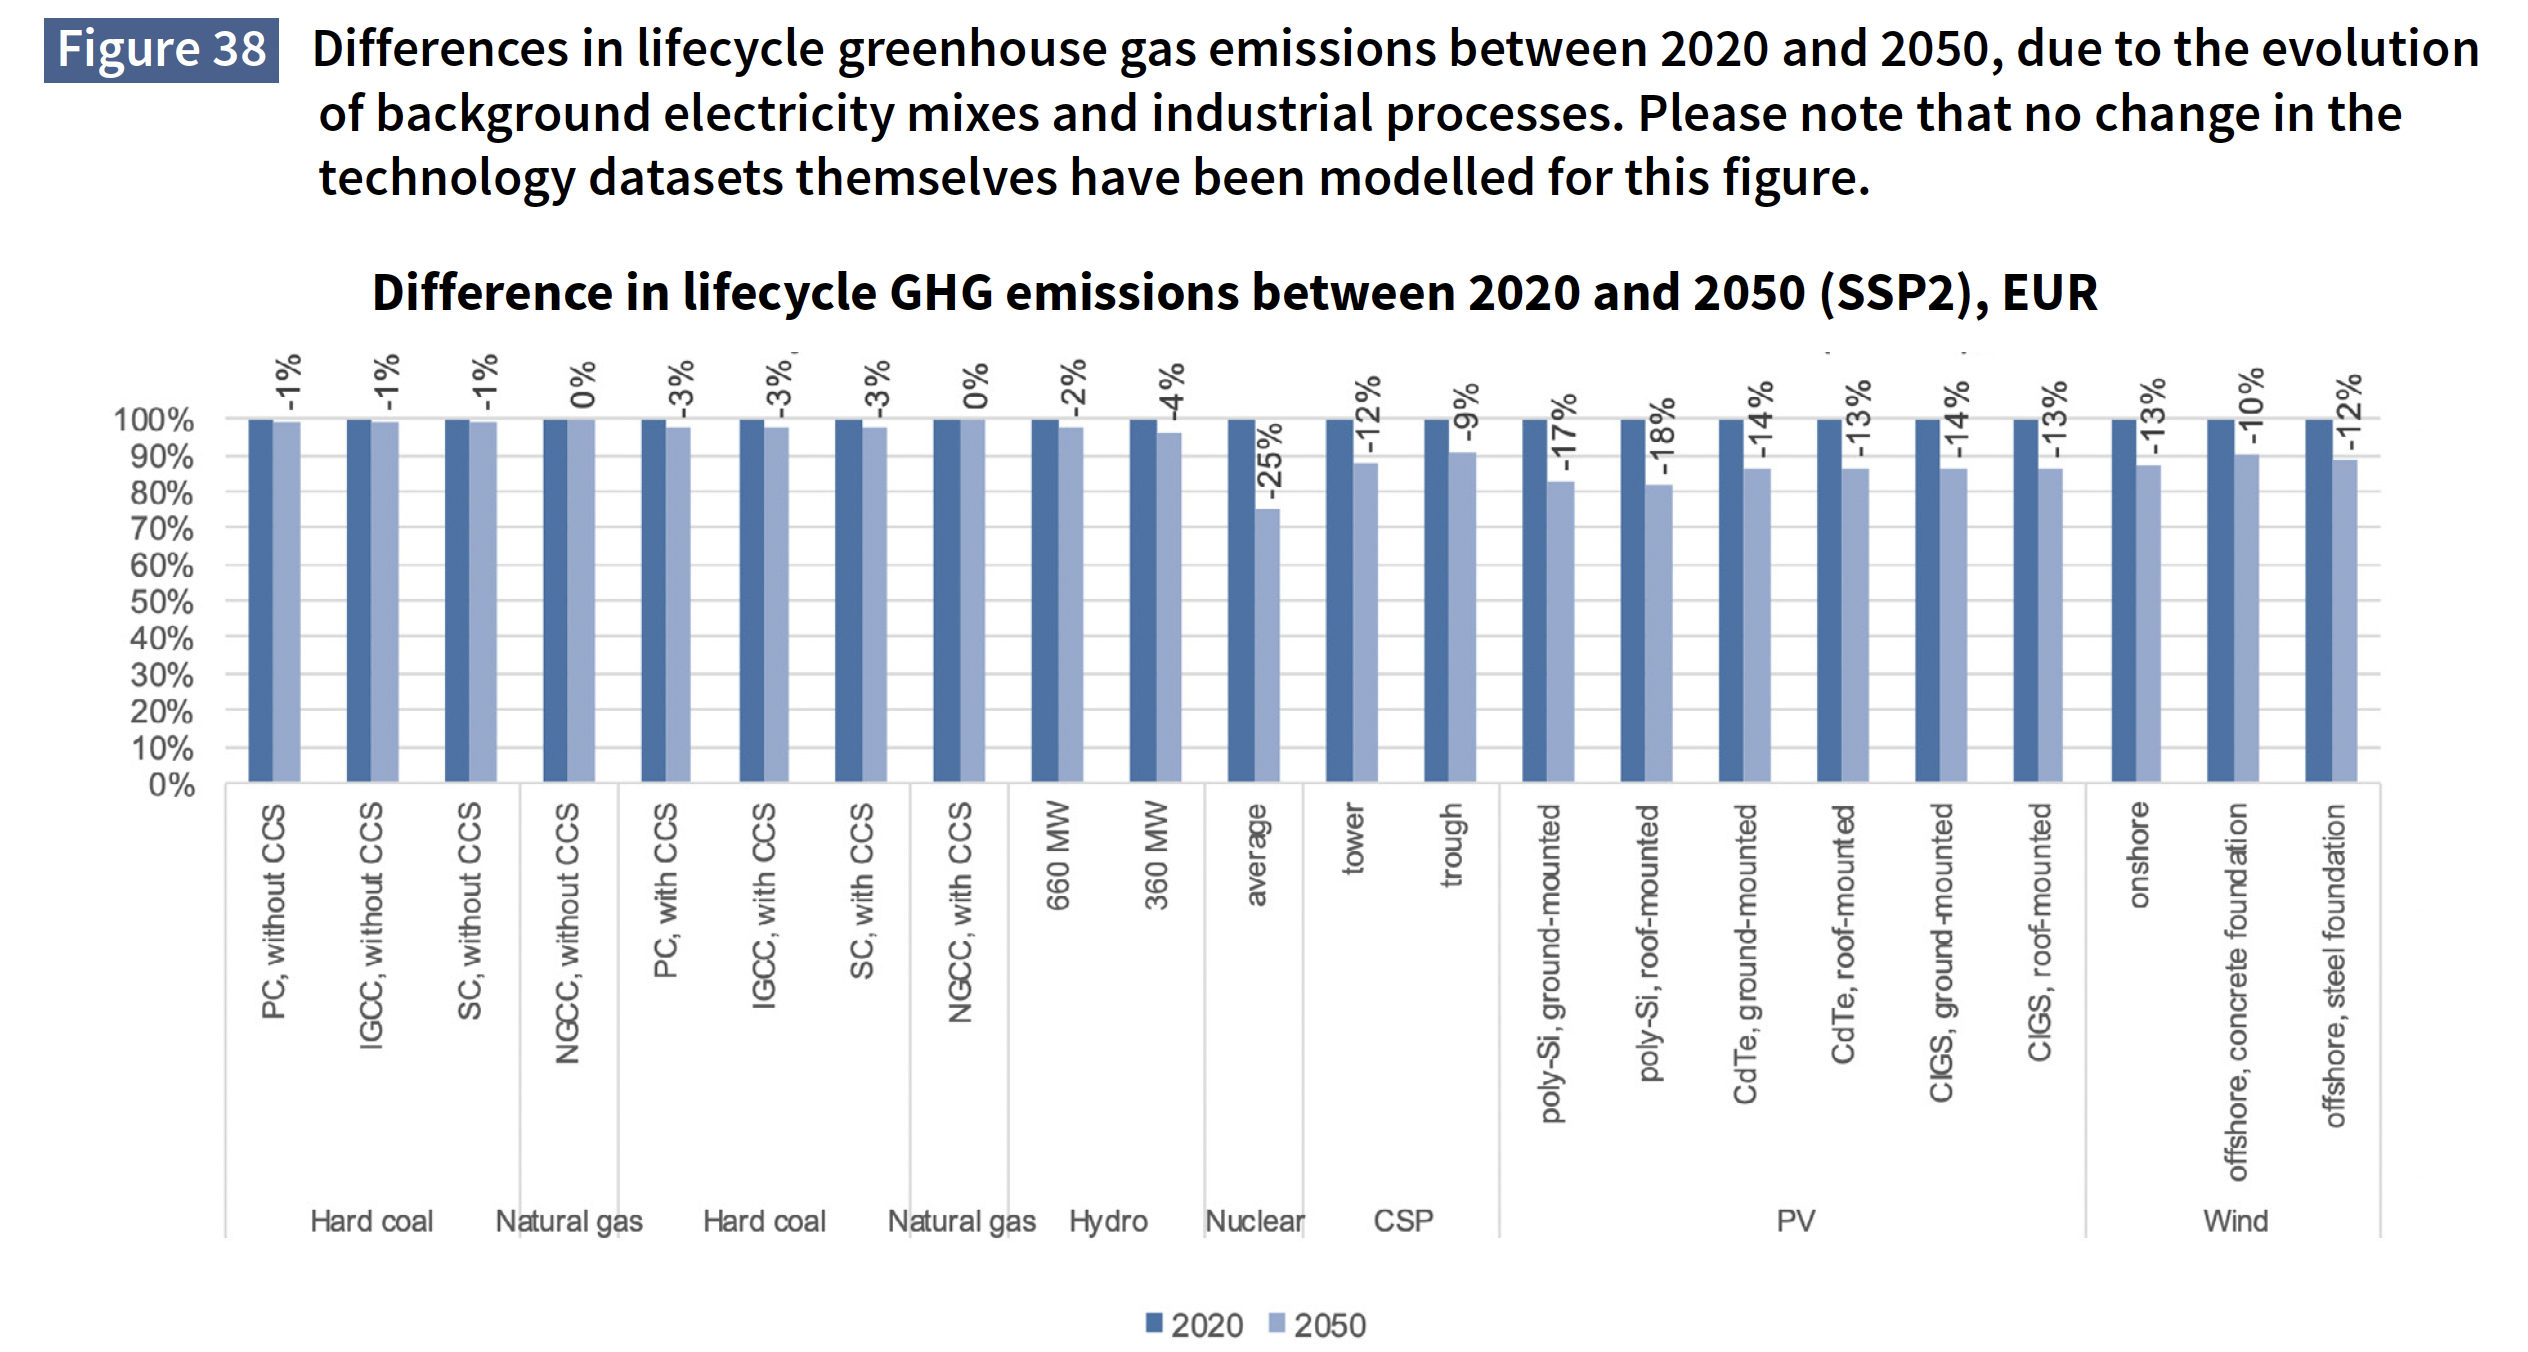 Figure 38 Differences in lifecycle greenhouse gas emissions between 2020 and 2050, due to the evolution
of background electricity mixes and industrial processes. Please note that no change in the
technology datasets themselves have been modelled for this figure.
Difference in lifecycle GHG emissions between 2020 and 2050 (SSP2), EUR
-1%
-1%
-1%
0%
-3%
-3%
-3%
0%
-2%
-4%
-25%
-12%
-9%
-17%
-18%
-14%
-13%
-14%
-13%
-13%
-10%
-12%
100%
90%
80%
70%
60%
50%
40%
30%
20%
10%
0%
PC, without CCS
IGCC, without CCS
SC, without CCS
NGCC, without CCS
PC, with CCS
IGCC, with CCS
SC, with CCS
NGCC, with CCS
660 MW
360 MW
average
tower
trough
poly-Si, ground-mounted
poly-Si, roof-mounted
CdTe, ground-mounted
CdTe, roof-mounted
CIGS, ground-mounted
CIGS, roof-mounted
onshore
offshore, concrete foundation
offshore, steel foundation
Hard coal
Natural gas
Hard coal
Natural gas
Hydro
Nuclear
CSP
PV
Wind
2020
2050